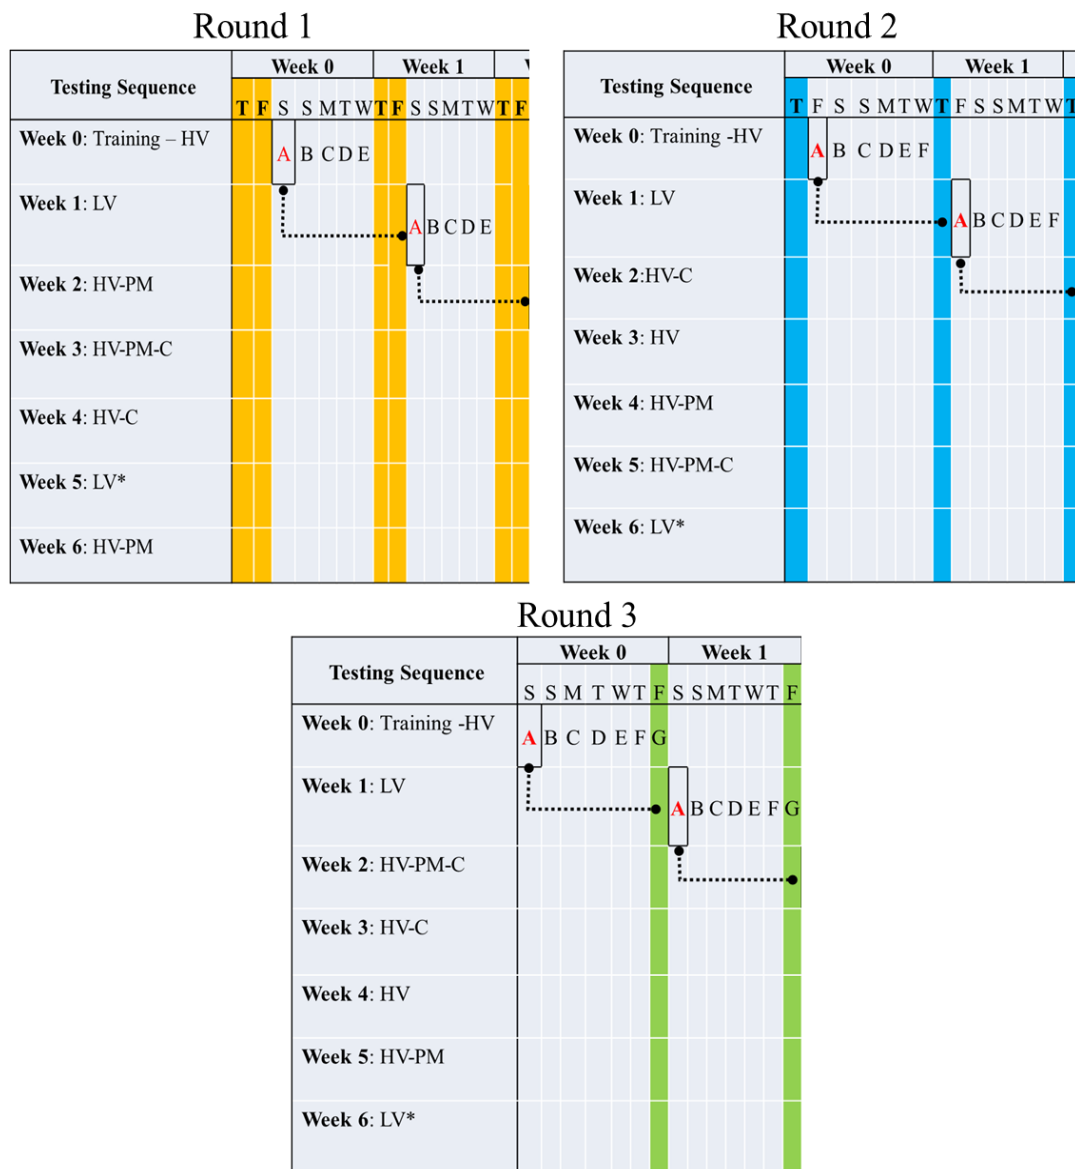 Round 1
Testing Sequence
Week 0 Week 1 W
T F S S M T W T F S S M T W T F
Week 0: Training – HV
A B C D E
Week 1: LV
A B C D E
Week 2: HV-PM
Week 3: HV-PM-C
Week 4: HV-C
Week 5: LV*
Week 6: HV-PM
Round 2
Testing Sequence
Week 0 Week 1
T F S S M T W T F S S M T W T
Week 0: Training -HV
A B C D E F
Week 1: LV
A B C D E F
Week 2:HV-C
Week 3: HV
Week 4: HV-PM
Week 5: HV-PM-C
Week 6: LV*
Round 3
Testing Sequence
Week 0 Week 1
S S M T W T F S S M T W T F
Week 0: Training -HV
A B C D E F G
Week 1: LV
A B C D E F G
Week 2: HV-PM-C
Week 3: HV-C
Week 4: HV
Week 5: HV-PM
Week 6: LV*